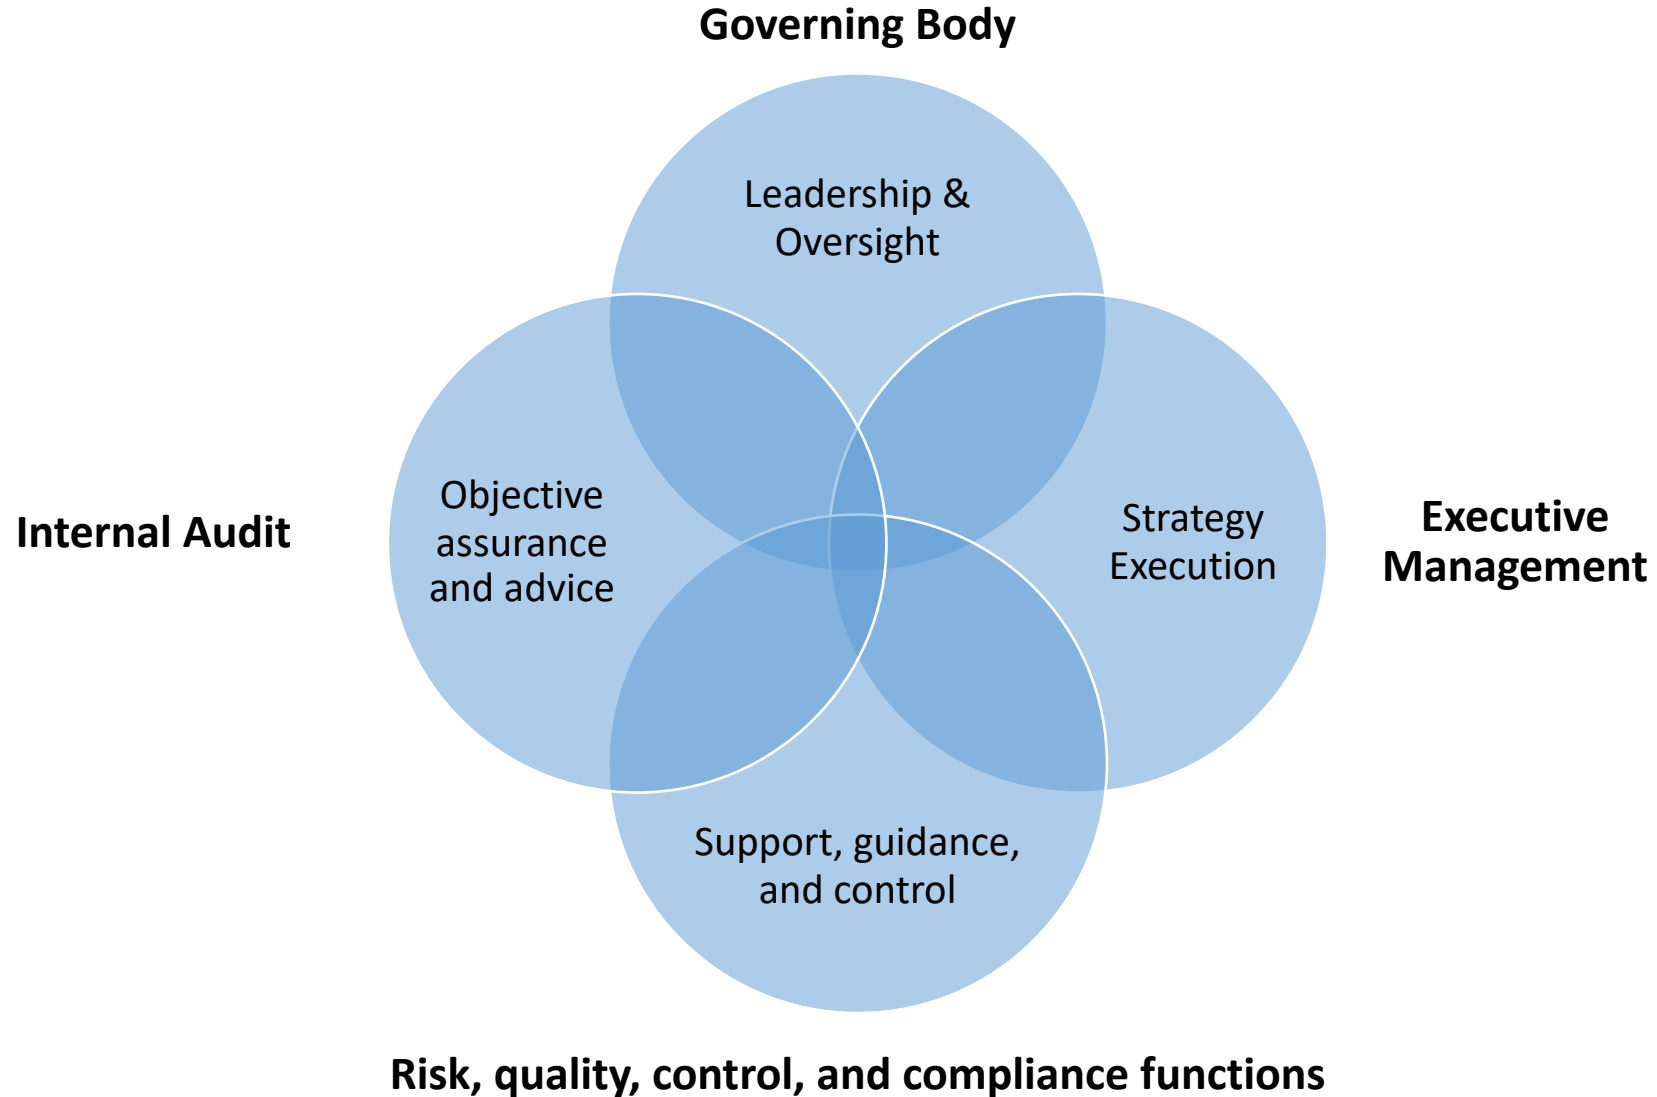 Governing Body
Leadership &
Oversight
Objective
assurance
and advice
Internal Audit
Strategy
Execution
Executive
Management
Support, guidance,
and control
Risk, quality, control, and compliance functions